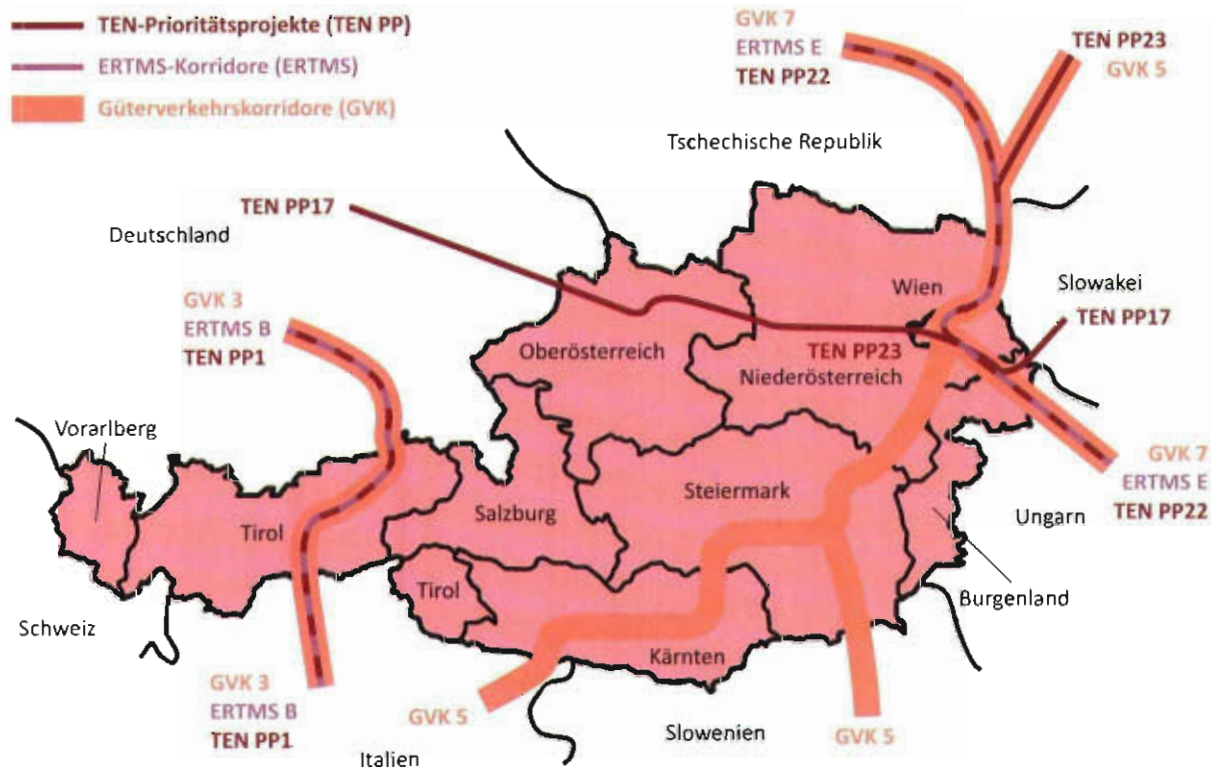 TEN-Prioritätsprojekte (TEN PP)
ERTMS-Korridore (ERTMS)
Güterverkehrskorridore (GVK)
GVK 7
ERTMS E
TEN PP22
TEN PP23
GVK 5
Tschechische Republik
TEN PP17
Deutschland
GVK 3
ERTMS B
TEN PP1
Wien
Slowakei
TEN PP17
Oberösterreich
TEN PP23
Niederösterreich
Vorarlberg
GVK 7
ERTMS E
TEN PP22
Steiermark
Salzburg
Tirol
Ungarn
Tirol
Burgenland
Schweiz
Kärnten
GVK 3
ERTMS B
TEN PP1
GVK 5
Slowenien
GVK 5
Italien